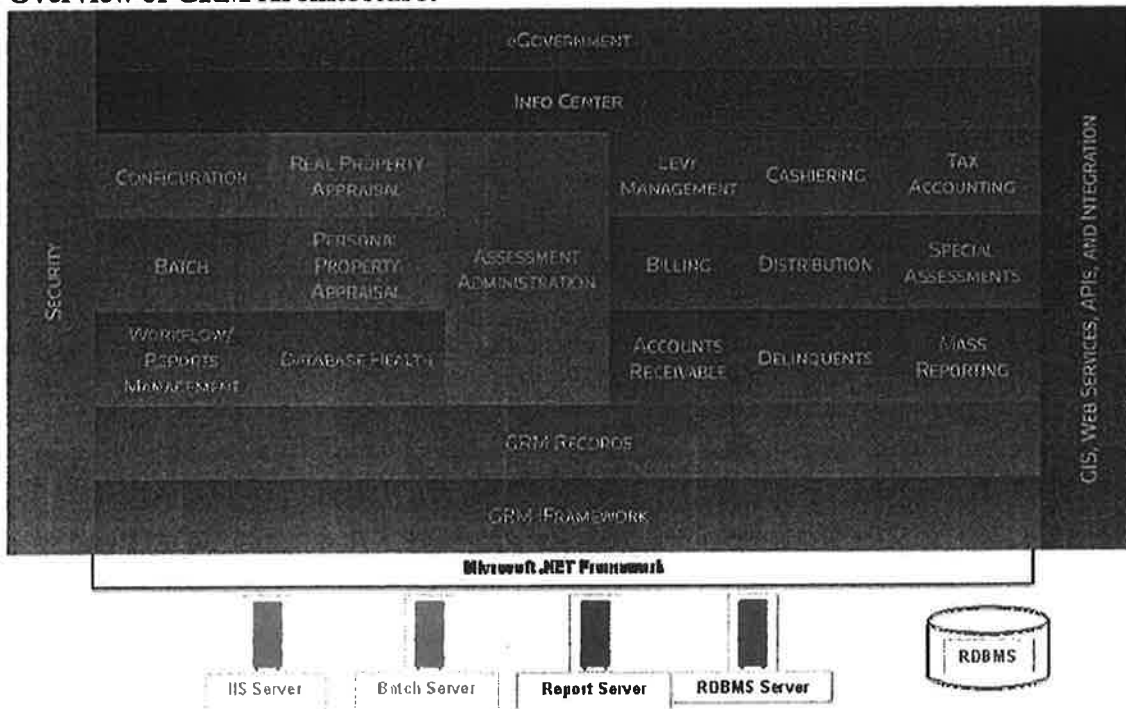 Overview of GRM Architecture:
eGOVERNMENT
INFO CENTER
SECURITY
CONFIGURATION
REAL PROPERTY
APPRAISAL
LEVY
MANAGEMENT
CASHIERING
TAX
ACCOUNTING
BATCH
PERSONAL
PROPERTY
APPRAISAL
ASSESSMENT
ADMINISTRATION
BILLING
DISTRIBUTION
SPECIAL
ASSESSMENTS
WORKFLOW/
REPORTS
MANAGEMENT
DATABASE HEALTH
ACCOUNTS
RECEIVABLE
DELINQUENTS
MASS
REPORTING
GIS, WEB SERVICES, APIS, AND INTEGRATION
GRM RECORDS
GRM FRAMEWORK
Microsoft .NET Framework
IIS Server
Batch Server
Report Server
RDBMS Server
RDBMS